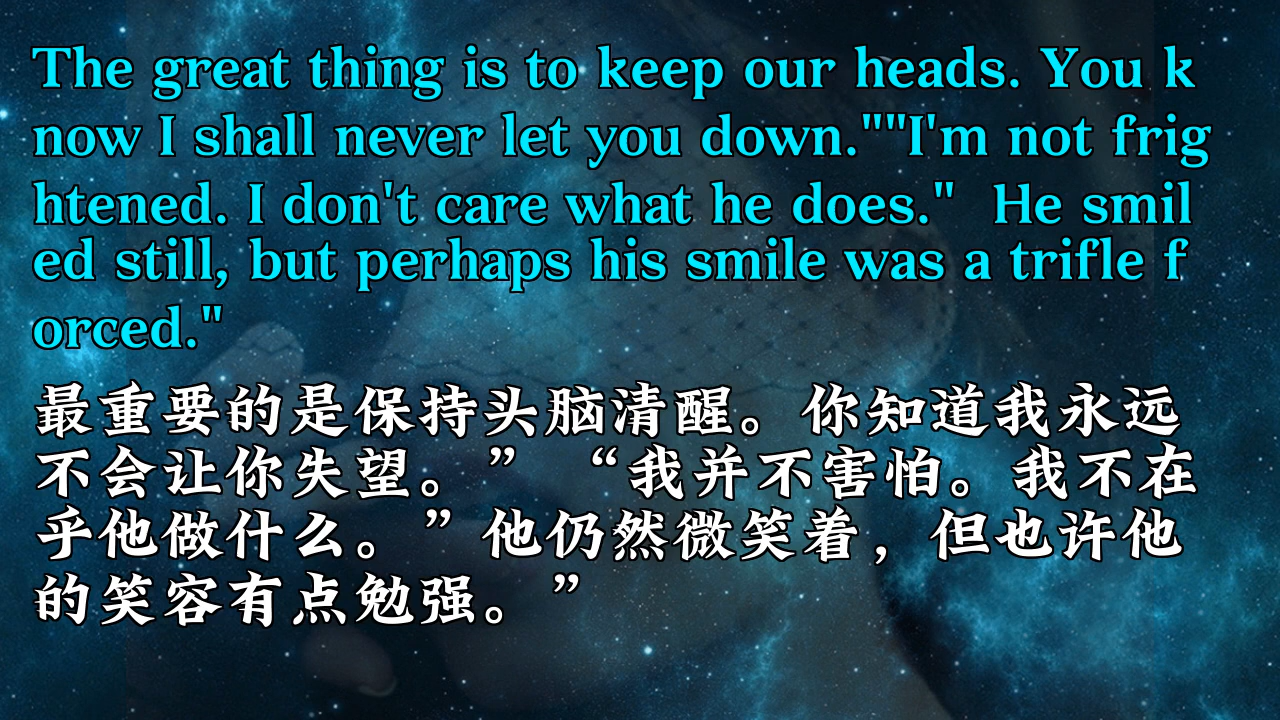 The great thing is to keep our heads. You k
now I shall never let you down.""I'm not frig
htened. I don't care what he does."  He smil
ed still, but perhaps his smile was a trifle f
orced."
最重要的是保持头脑清醒。你知道我永远
不会让你失望。” “我并不害怕。我不在
乎他做什么。”他仍然微笑着，但也许他
的笑容有点勉强。”